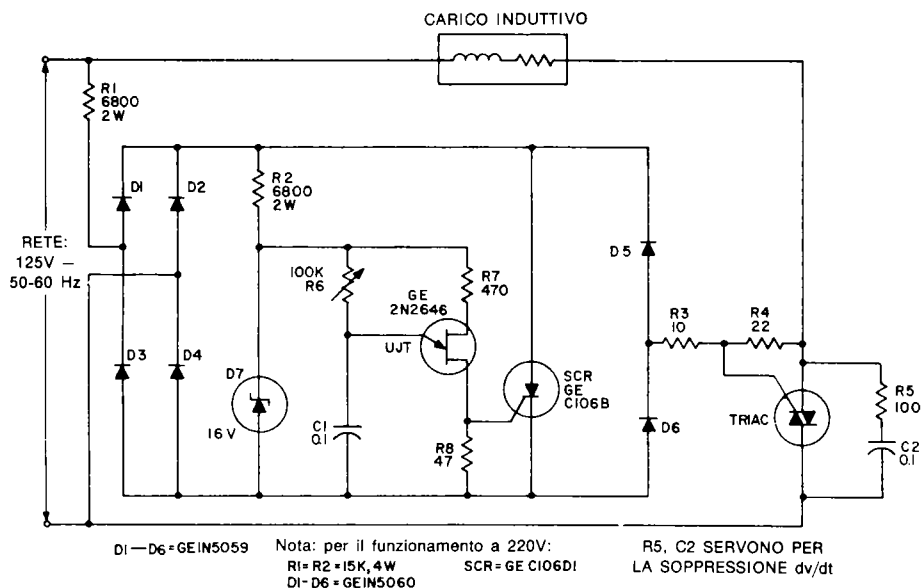 CARICO INDUTTIVO
R1
6800
2W
D1
D2
R2
6800
2W
RETE:
125V —
50-60 Hz
100K
R6
GE
2N2646
R7
470
D5
R3
10
R4
22
D3
D4
UJT
D7
16V
C1
0.1
SCR
GE
C106B
D6
TRIAC
R5
100
C2
0.1
R8
47
D1—D6=GEIN5059
Nota: per il funzionamento a 220V:
R1=R2=15K,4W
SCR=GE C106D1
D1-D6=GEIN5060
R5, C2 SERVONO PER
LA SOPPRESSIONE dv/dt